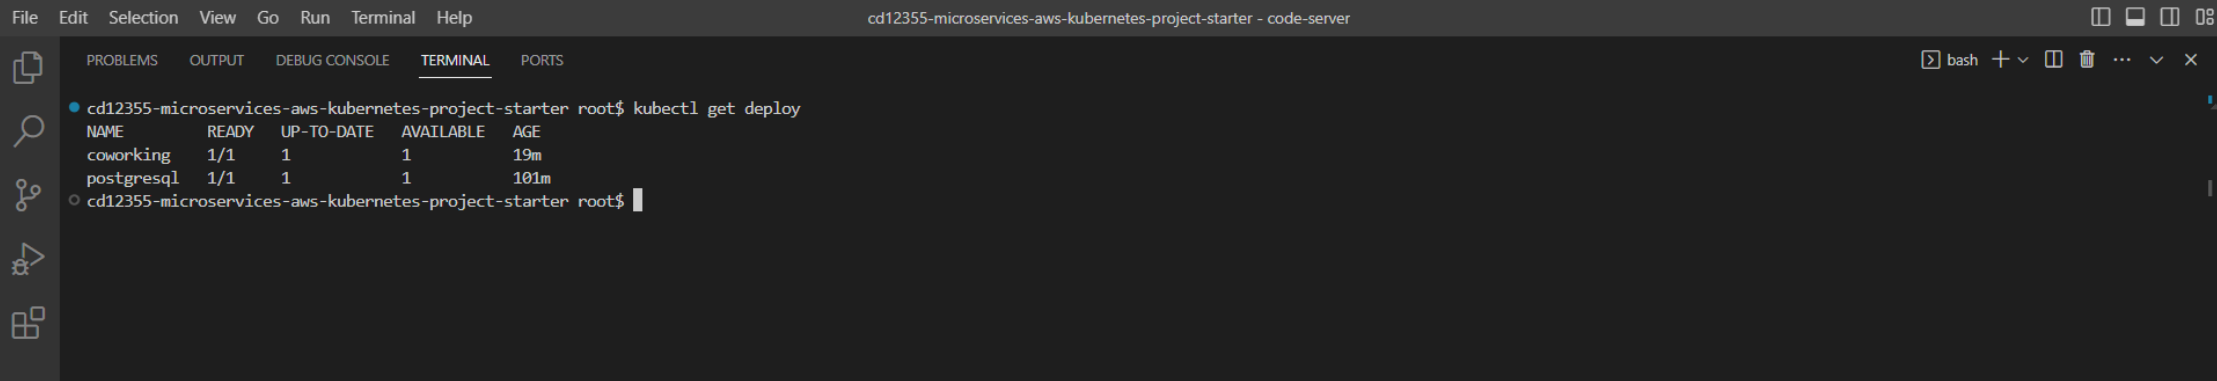 File Edit Selection View Go Run Terminal Help cd12355-microservices-aws-kubernetes-project-starter - code-server
PROBLEMS OUTPUT DEBUG CONSOLE TERMINAL PORTS bash
cd12355-microservices-aws-kubernetes-project-starter root$ kubectl get deploy
NAME READY UP-TO-DATE AVAILABLE AGE
coworking 1/1 1 1 19m
postgresql 1/1 1 1 101m
cd12355-microservices-aws-kubernetes-project-starter root$